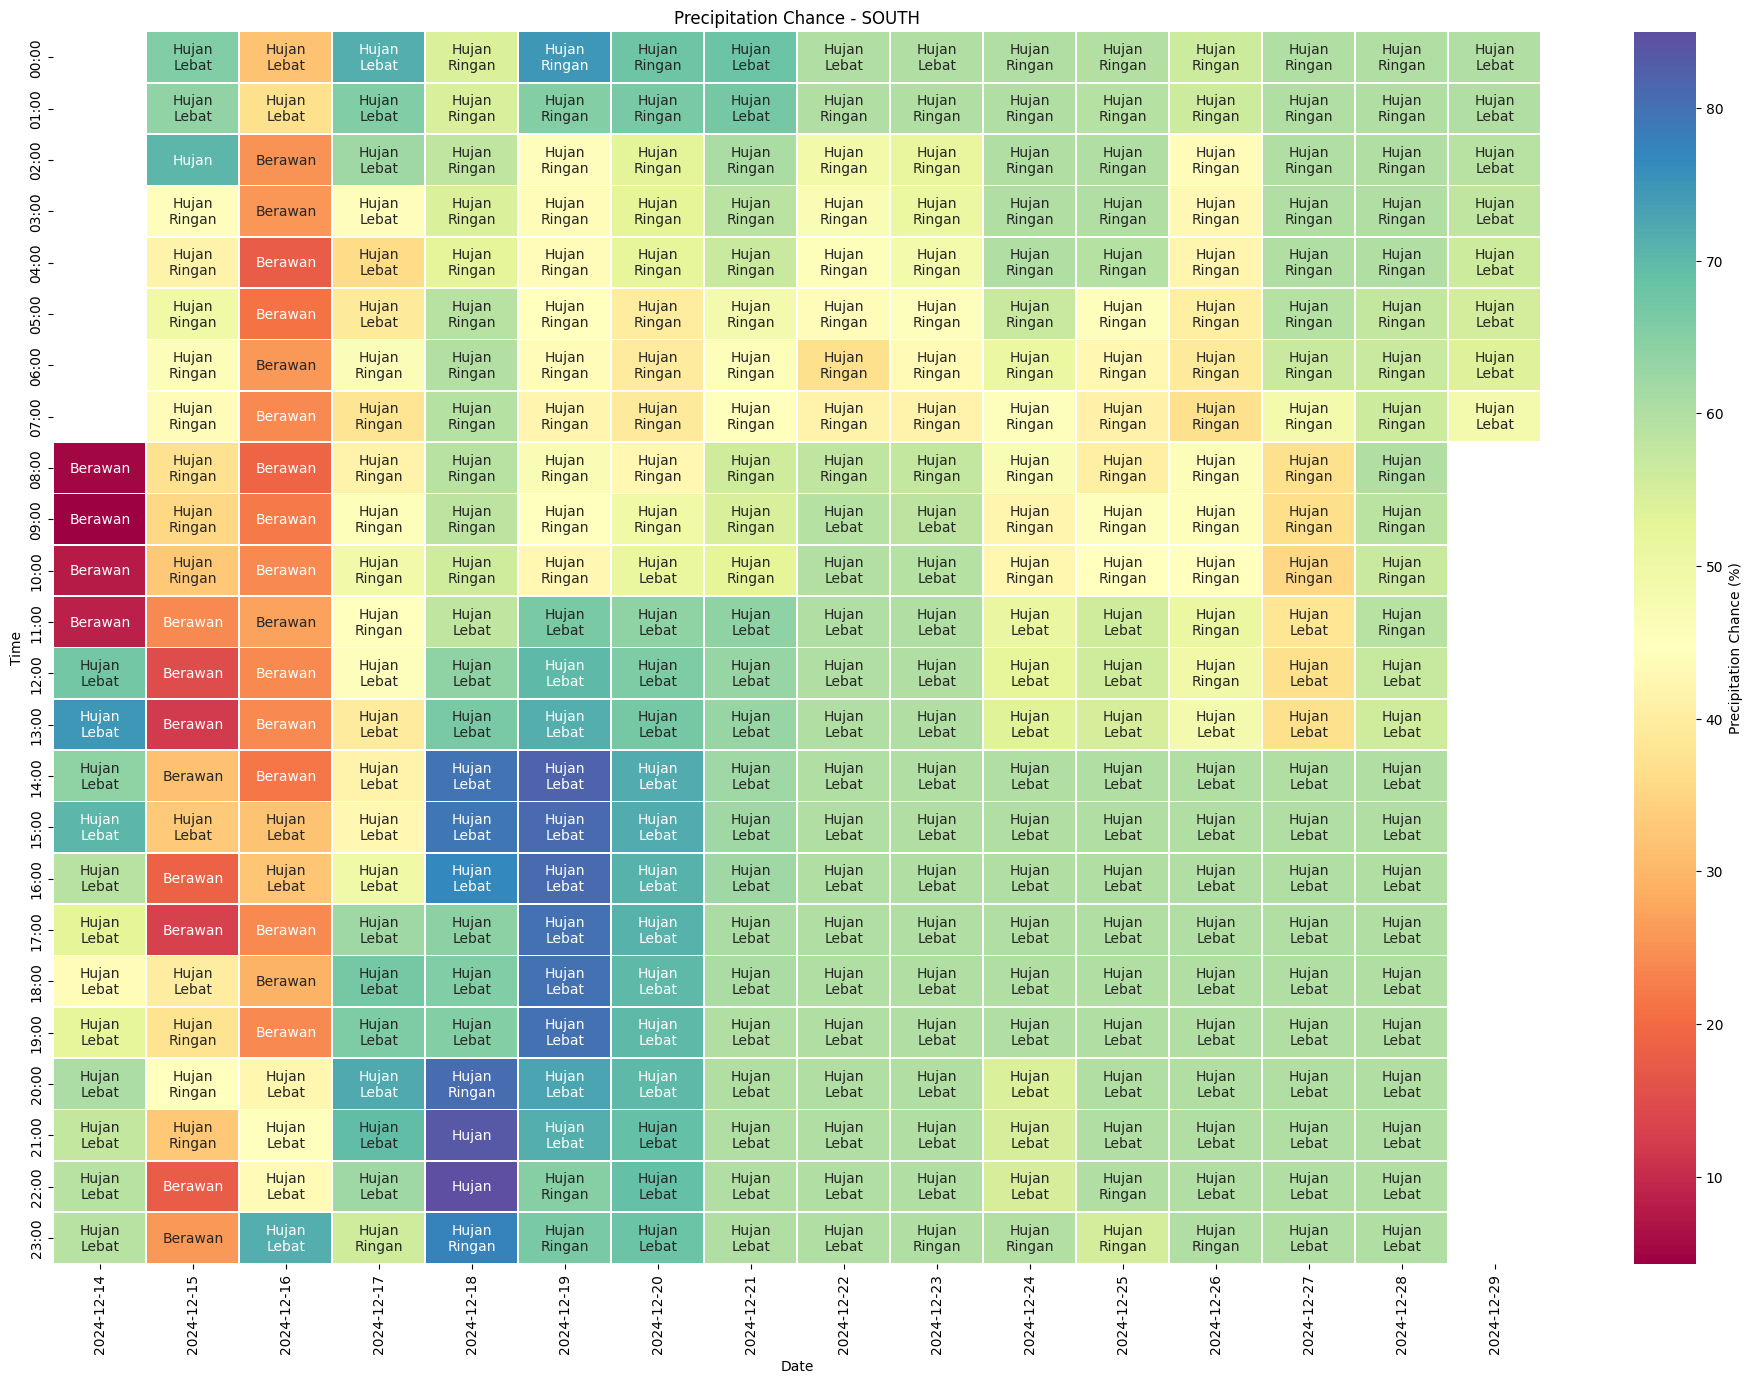 Precipitation Chance - SOUTH
00:00 Hujan Lebat Hujan Lebat Hujan Lebat Hujan Ringan Hujan Ringan Hujan Ringan Hujan Lebat Hujan Lebat Hujan Lebat Hujan Ringan Hujan Ringan Hujan Ringan Hujan Ringan Hujan Ringan Hujan Lebat
01:00 Hujan Lebat Hujan Lebat Hujan Lebat Hujan Ringan Hujan Ringan Hujan Ringan Hujan Lebat Hujan Ringan Hujan Ringan Hujan Ringan Hujan Ringan Hujan Ringan Hujan Ringan Hujan Ringan Hujan Lebat
02:00 Hujan Berawan Hujan Lebat Hujan Ringan Hujan Ringan Hujan Ringan Hujan Ringan Hujan Ringan Hujan Ringan Hujan Ringan Hujan Ringan Hujan Ringan Hujan Ringan Hujan Ringan Hujan Lebat
03:00 Hujan Ringan Berawan Hujan Lebat Hujan Ringan Hujan Ringan Hujan Ringan Hujan Ringan Hujan Ringan Hujan Ringan Hujan Ringan Hujan Ringan Hujan Ringan Hujan Ringan Hujan Ringan Hujan Lebat
04:00 Hujan Ringan Berawan Hujan Lebat Hujan Ringan Hujan Ringan Hujan Ringan Hujan Ringan Hujan Ringan Hujan Ringan Hujan Ringan Hujan Ringan Hujan Ringan Hujan Ringan Hujan Ringan Hujan Lebat
05:00 Hujan Ringan Berawan Hujan Lebat Hujan Ringan Hujan Ringan Hujan Ringan Hujan Ringan Hujan Ringan Hujan Ringan Hujan Ringan Hujan Ringan Hujan Ringan Hujan Ringan Hujan Ringan Hujan Lebat
06:00 Hujan Ringan Berawan Hujan Ringan Hujan Ringan Hujan Ringan Hujan Ringan Hujan Ringan Hujan Ringan Hujan Ringan Hujan Ringan Hujan Ringan Hujan Ringan Hujan Ringan Hujan Ringan Hujan Lebat
07:00 Hujan Ringan Berawan Hujan Ringan Hujan Ringan Hujan Ringan Hujan Ringan Hujan Ringan Hujan Ringan Hujan Ringan Hujan Ringan Hujan Ringan Hujan Ringan Hujan Ringan Hujan Ringan Hujan Lebat
08:00 Berawan Hujan Ringan Berawan Hujan Ringan Hujan Ringan Hujan Ringan Hujan Ringan Hujan Ringan Hujan Ringan Hujan Ringan Hujan Ringan Hujan Ringan Hujan Ringan Hujan Ringan Hujan Ringan
09:00 Berawan Hujan Ringan Berawan Hujan Ringan Hujan Ringan Hujan Ringan Hujan Ringan Hujan Ringan Hujan Lebat Hujan Lebat Hujan Ringan Hujan Ringan Hujan Ringan Hujan Ringan Hujan Ringan
10:00 Berawan Hujan Ringan Berawan Hujan Ringan Hujan Ringan Hujan Ringan Hujan Lebat Hujan Ringan Hujan Lebat Hujan Lebat Hujan Ringan Hujan Ringan Hujan Ringan Hujan Ringan Hujan Ringan
11:00 Berawan Berawan Berawan Hujan Ringan Hujan Lebat Hujan Lebat Hujan Lebat Hujan Lebat Hujan Lebat Hujan Lebat Hujan Lebat Hujan Lebat Hujan Ringan Hujan Lebat Hujan Ringan
12:00 Hujan Lebat Berawan Berawan Hujan Lebat Hujan Lebat Hujan Lebat Hujan Lebat Hujan Lebat Hujan Lebat Hujan Lebat Hujan Lebat Hujan Lebat Hujan Ringan Hujan Lebat Hujan Lebat
13:00 Hujan Lebat Berawan Berawan Hujan Lebat Hujan Lebat Hujan Lebat Hujan Lebat Hujan Lebat Hujan Lebat Hujan Lebat Hujan Lebat Hujan Lebat Hujan Lebat Hujan Lebat Hujan Lebat
14:00 Hujan Lebat Berawan Berawan Hujan Lebat Hujan Lebat Hujan Lebat Hujan Lebat Hujan Lebat Hujan Lebat Hujan Lebat Hujan Lebat Hujan Lebat Hujan Lebat Hujan Lebat Hujan Lebat
15:00 Hujan Lebat Hujan Lebat Hujan Lebat Hujan Lebat Hujan Lebat Hujan Lebat Hujan Lebat Hujan Lebat Hujan Lebat Hujan Lebat Hujan Lebat Hujan Lebat Hujan Lebat Hujan Lebat Hujan Lebat
16:00 Hujan Lebat Berawan Hujan Lebat Hujan Lebat Hujan Lebat Hujan Lebat Hujan Lebat Hujan Lebat Hujan Lebat Hujan Lebat Hujan Lebat Hujan Lebat Hujan Lebat Hujan Lebat Hujan Lebat
17:00 Hujan Lebat Berawan Berawan Hujan Lebat Hujan Lebat Hujan Lebat Hujan Lebat Hujan Lebat Hujan Lebat Hujan Lebat Hujan Lebat Hujan Lebat Hujan Lebat Hujan Lebat Hujan Lebat
18:00 Hujan Lebat Hujan Lebat Berawan Hujan Lebat Hujan Lebat Hujan Lebat Hujan Lebat Hujan Lebat Hujan Lebat Hujan Lebat Hujan Lebat Hujan Lebat Hujan Lebat Hujan Lebat Hujan Lebat
19:00 Hujan Lebat Hujan Ringan Berawan Hujan Lebat Hujan Lebat Hujan Lebat Hujan Lebat Hujan Lebat Hujan Lebat Hujan Lebat Hujan Lebat Hujan Lebat Hujan Lebat Hujan Lebat Hujan Lebat
20:00 Hujan Lebat Hujan Ringan Hujan Lebat Hujan Lebat Hujan Ringan Hujan Lebat Hujan Lebat Hujan Lebat Hujan Lebat Hujan Lebat Hujan Lebat Hujan Lebat Hujan Lebat Hujan Lebat Hujan Lebat
21:00 Hujan Lebat Hujan Ringan Hujan Lebat Hujan Lebat Hujan Hujan Lebat Hujan Lebat Hujan Lebat Hujan Lebat Hujan Lebat Hujan Lebat Hujan Lebat Hujan Lebat Hujan Lebat Hujan Lebat
22:00 Hujan Lebat Berawan Hujan Lebat Hujan Lebat Hujan Hujan Ringan Hujan Lebat Hujan Lebat Hujan Lebat Hujan Lebat Hujan Lebat Hujan Ringan Hujan Lebat Hujan Lebat Hujan Lebat
23:00 Hujan Lebat Berawan Hujan Lebat Hujan Ringan Hujan Ringan Hujan Ringan Hujan Lebat Hujan Lebat Hujan Lebat Hujan Ringan Hujan Ringan Hujan Ringan Hujan Ringan Hujan Lebat Hujan Lebat
2024-12-14 2024-12-15 2024-12-16 2024-12-17 2024-12-18 2024-12-19 2024-12-20 2024-12-21 2024-12-22 2024-12-23 2024-12-24 2024-12-25 2024-12-26 2024-12-27 2024-12-28 2024-12-29
Date
Time
80
70
60
50
40
30
20
10
Precipitation Chance (%)